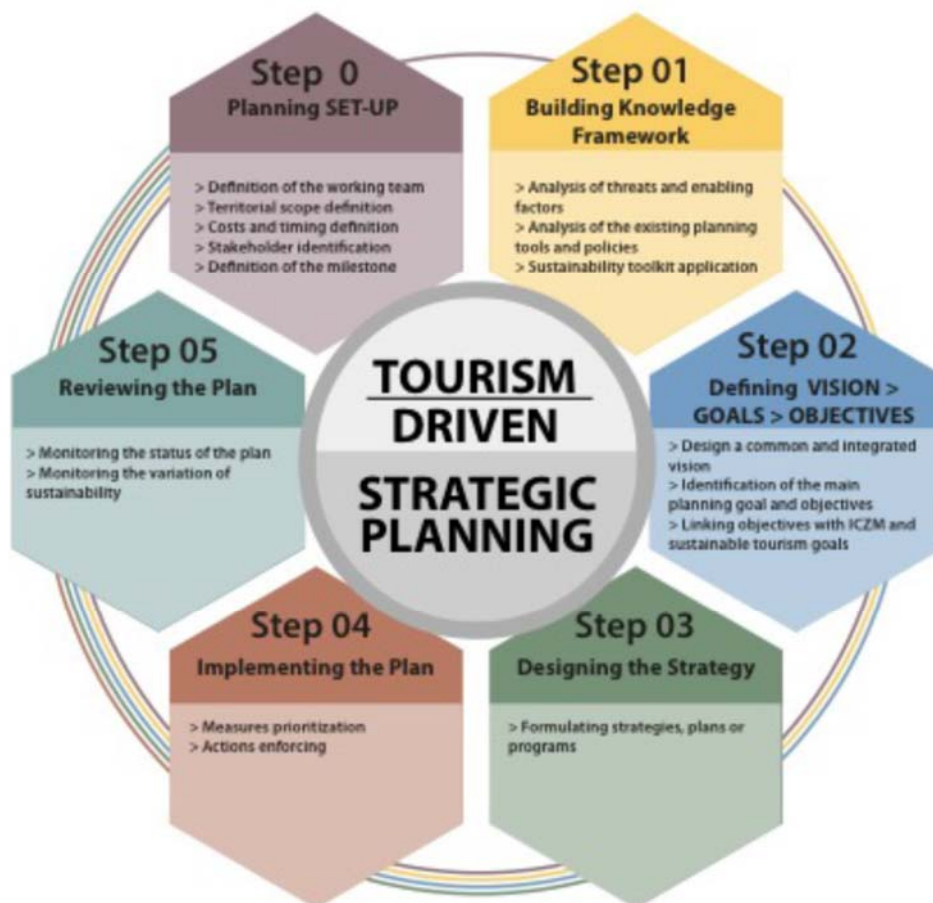 Step 0
Planning SET-UP
> Definition of the working team
> Territorial scope definition
> Costs and timing definition
> Stakeholder identification
> Definition of the milestone
Step 01
Building Knowledge
Framework
> Analysis of threats and enabling
factors
> Analysis of the existing planning
tools and policies
> Sustainability toolkit application
Step 02
Defining VISION >
GOALS > OBJECTIVES
> Design a common and integrated
vision
> Identification of the main
planning goal and objectives
> Linking objectives with ICZM and
sustainable tourism goals
Step 03
Designing the Strategy
> Formulating strategies, plans or
programs
Step 04
Implementing the Plan
> Measures prioritization
> Actions enforcing
Step 05
Reviewing the Plan
> Monitoring the status of the plan
> Monitoring the variation of
sustainability
TOURISM
DRIVEN
STRATEGIC
PLANNING